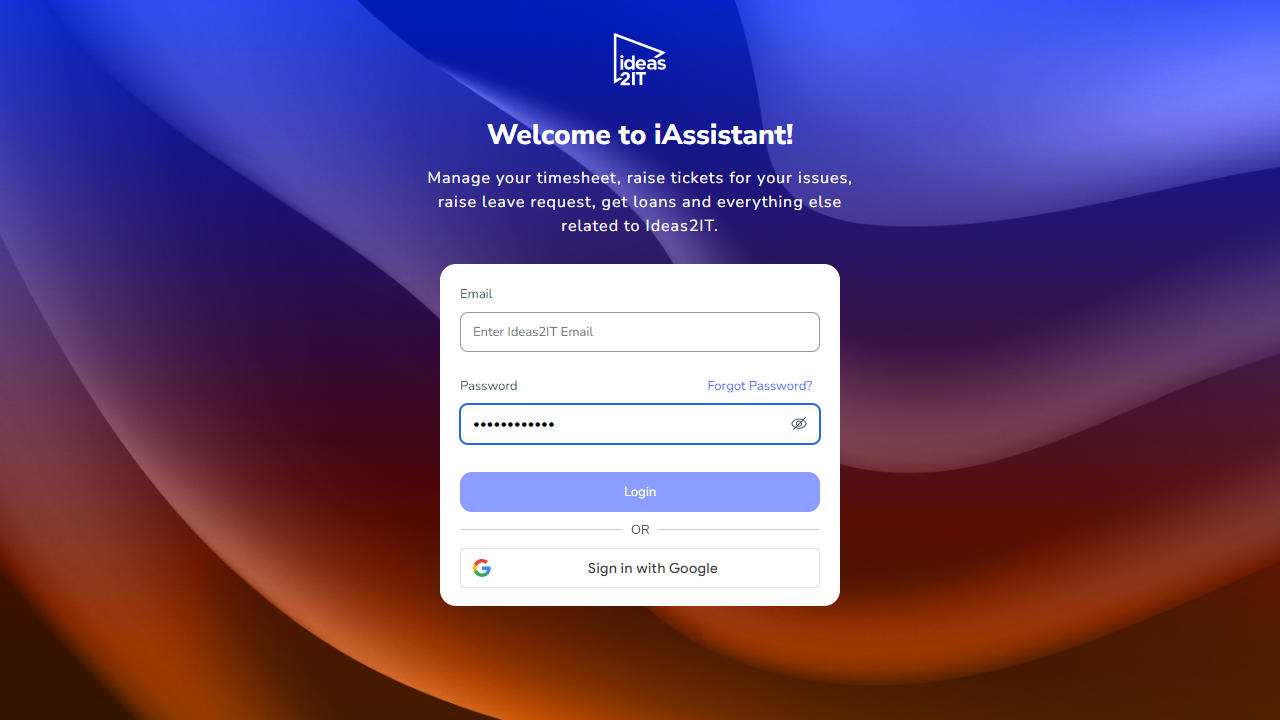 ideas
2IT
Welcome to iAssistant!
Manage your timesheet, raise tickets for your issues,
raise leave request, get loans and everything else
related to Ideas2IT.
Email
Enter Ideas2IT Email
Password Forgot Password?
••••••••••••
Login
OR
Sign in with Google